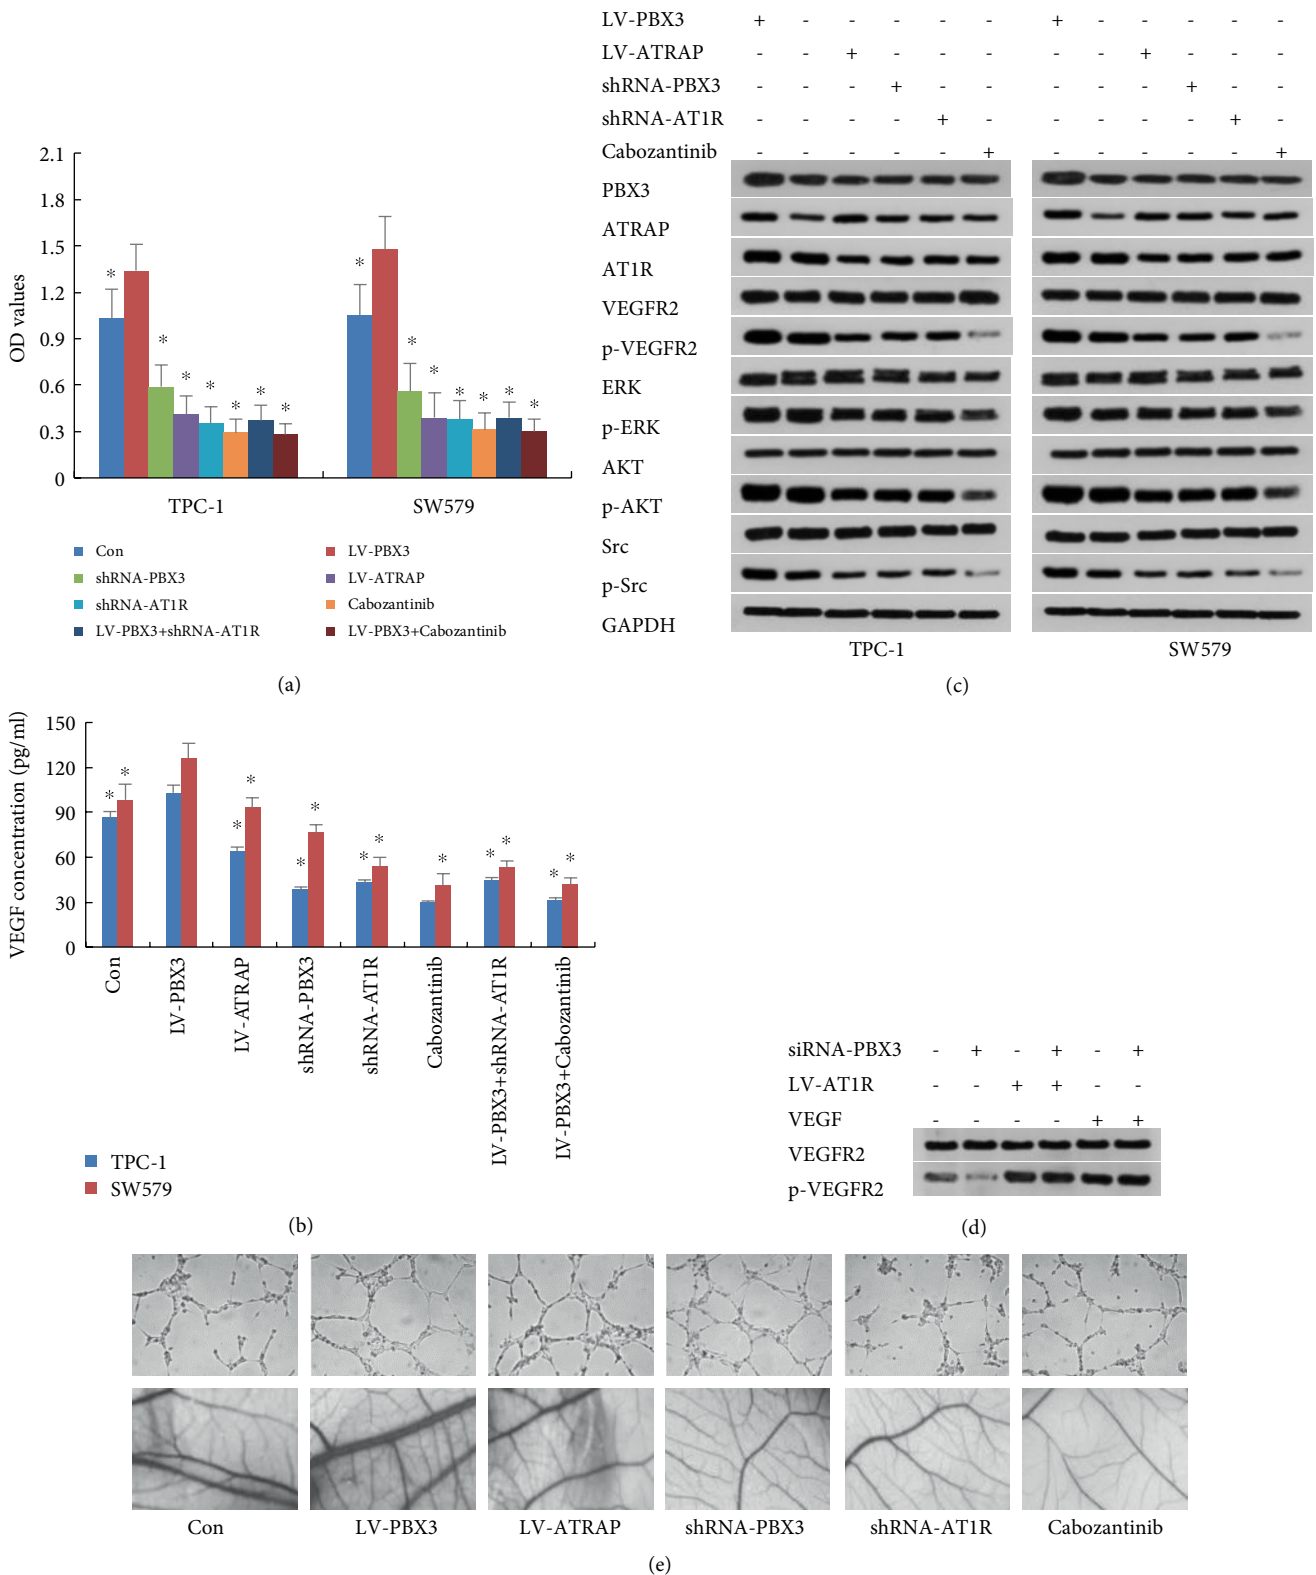 OD values
2.1
1.8
1.5
1.2
0.9
0.6
0.3
0
* * * * * * *
* * * * * * *
TPC-1 SW579
Con LV-PBX3
shRNA-PBX3 LV-ATRAP
shRNA-AT1R Cabozantinib
LV-PBX3+shRNA-AT1R LV-PBX3+Cabozantinib
(a)
LV-PBX3 + - - - - - + - - - - -
LV-ATRAP - - + - - - - - + - - -
shRNA-PBX3 - - - + - - - - - + - -
shRNA-AT1R - - - - + - - - - - + -
Cabozantinib - - - - - + - - - - - +
PBX3
ATRAP
AT1R
VEGFR2
p-VEGFR2
ERK
p-ERK
AKT
p-AKT
Src
p-Src
GAPDH
TPC-1 SW579
(c)
VEGF concentration (pg/ml)
150
120
90
60
30
0
* * * * * * * * * * * * *
Con
LV-PBX3
LV-ATRAP
shRNA-PBX3
shRNA-AT1R
Cabozantinib
LV-PBX3+shRNA-AT1R
LV-PBX3+Cabozantinib
TPC-1
SW579
(b)
siRNA-PBX3 - + - + - +
LV-AT1R - - + + - -
VEGF - - - - + +
VEGFR2
p-VEGFR2
(d)
Con LV-PBX3 LV-ATRAP shRNA-PBX3 shRNA-AT1R Cabozantinib
(e)